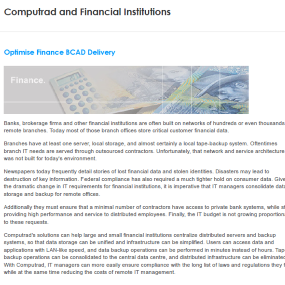 Computrad and Financial Institutions
Optimise Finance BCAD Delivery
Finance.
Banks, brokerage firms and other financial institutions are often built on networks of hundreds or even thousands
remote branches. Today most of those branch offices store critical customer financial data.
Branches have at least one server, local storage, and almost certainly a local tape-backup system. Oftentimes
branch IT needs are served through outsourced contractors. Unfortunately, that network and service architecture
was not built for today's environment.
Newspapers today frequently detail stories of lost financial data and stolen identities. Disasters may lead to
destruction of key information. Federal compliance has also required a much tighter hold on consumer data. Give
the dramatic change in IT requirements for financial institutions, it is imperative that IT managers consolidate data
storage and backup for remote offices.
Additionally they must ensure that a minimal number of contractors have access to private bank systems, while st
providing high performance and service to distributed employees. Finally, the IT budget is not growing proportion
to these requests.
Computrad's solutions can help large and small financial institutions centralize distributed servers and backup
systems, so that data storage can be unified and infrastructure can be simplified. Users can access data and
applications with LAN-like speed, and data backup operations can be performed in minutes instead of hours. Tap
backup operations can be consolidated to the central data centre, and distributed infrastructure can be eliminated
With Computrad, IT managers can more easily ensure compliance with the long list of laws and regulations they f
while at the same time reducing the costs of remote IT management.